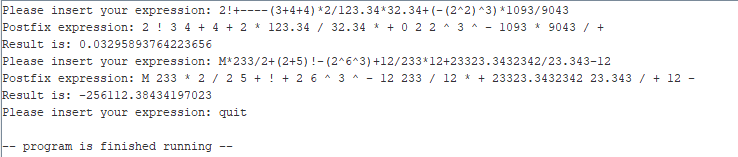 Please insert your expression: 2!+----(3+4+4)*2/123.34*32.34+(-(2^2)^3)*1093/9043
Postfix expression: 2 ! 3 4 + 4 + 2 * 123.34 / 32.34 * + 0 2 2 ^ 3 ^ - 1093 * 9043 / +
Result is: 0.03295893764223656
Please insert your expression: M*233/2+(2+5)!-(2^6^3)+12/233*12+23323.3432342/23.343-12
Postfix expression: M 233 * 2 / 2 5 + ! + 2 6 ^ 3 ^ - 12 233 / 12 * + 23323.3432342 23.343 / + 12 -
Result is: -256112.38434197023
Please insert your expression: quit
-- program is finished running --